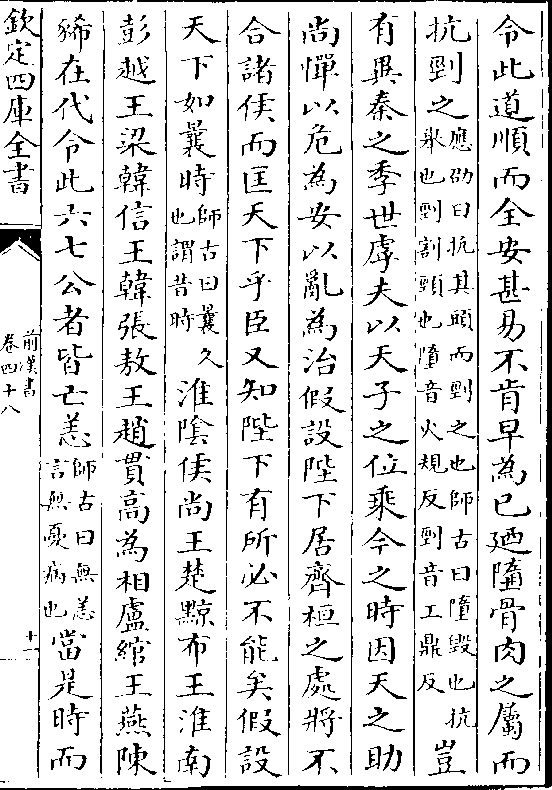 令此道順而全安甚易不肯早為已廼墮骨肉之屬而
抗剄之應劭曰抗其頭而剄之也師古曰墮毀也抗
舉也剄割頸也墮音火規反剄音工鼎反豈
有異秦之季世虖夫以天子之位乗今之時因天之助
尚憚以危為安以亂為治假設陛下居齊桓之處將不
合諸侯而匡天下乎臣又知陛下有所必不能矣假設
天下如曩時師古曰曩久
也謂昔時淮隂侯尚王楚黥布王淮南
彭越王梁韓信王韓張敖王趙貫高為相盧綰王燕陳
豨在代令此六七公者皆亡恙師古曰無恙
言無憂病也當是時而
欽定四庫全書
前漢書
卷四十八
十一